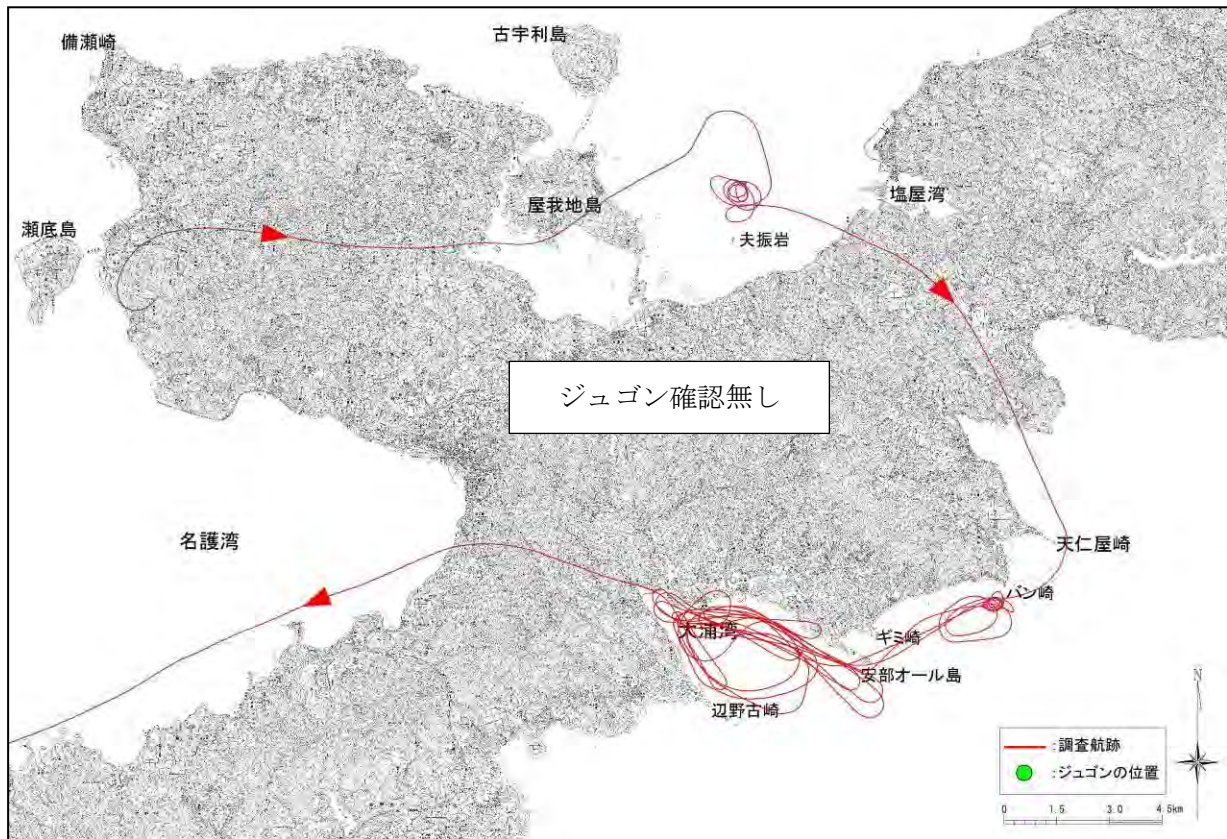 古宇利島
備瀬崎
塩屋湾
屋我地島
瀬底島
夫振岩
ジュゴン確認無し
名護湾
天仁屋崎
バン崎
大浦湾
ギミ崎
安部オール島
辺野古崎
N
:調査航跡
:ジュゴンの位置
0 1.5 3.0 4.5km